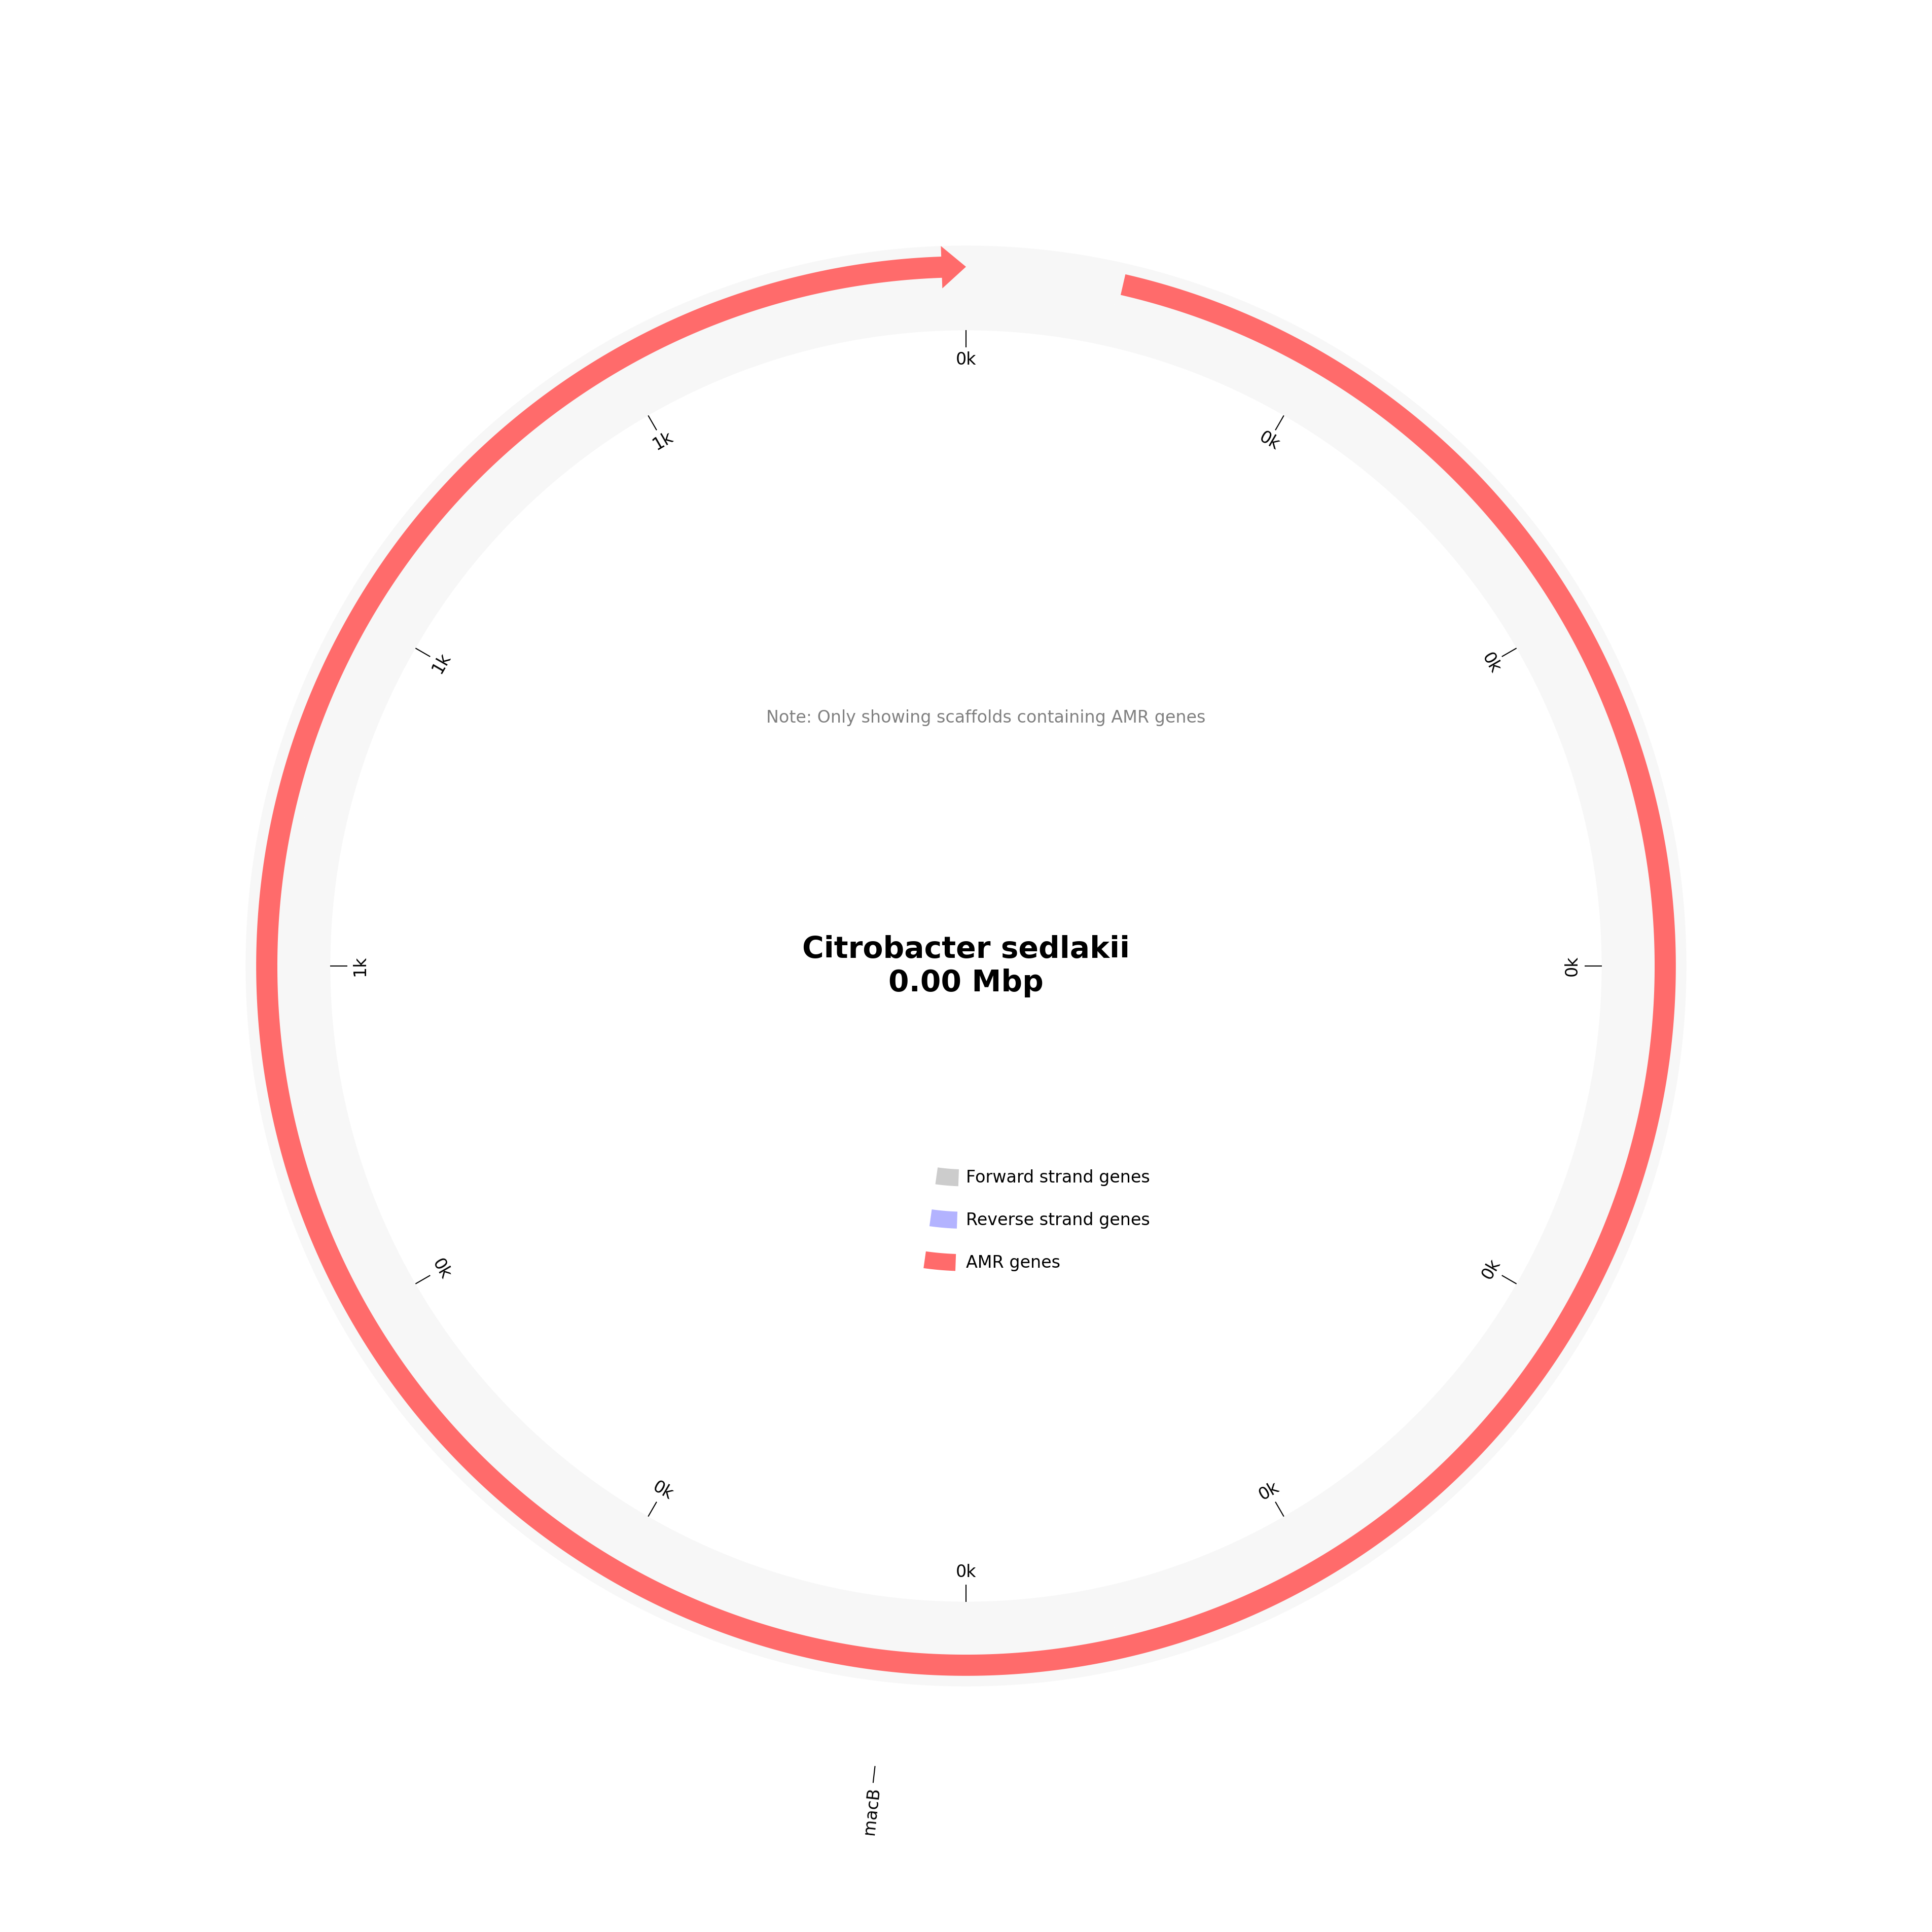 0k
1k
0k
1k
0k
Note: Only showing scaffolds containing AMR genes
Citrobacter sedlakii
0.00 Mbp
1k
0k
Forward strand genes
Reverse strand genes
AMR genes
0k
0k
0k
0k
0k
macB